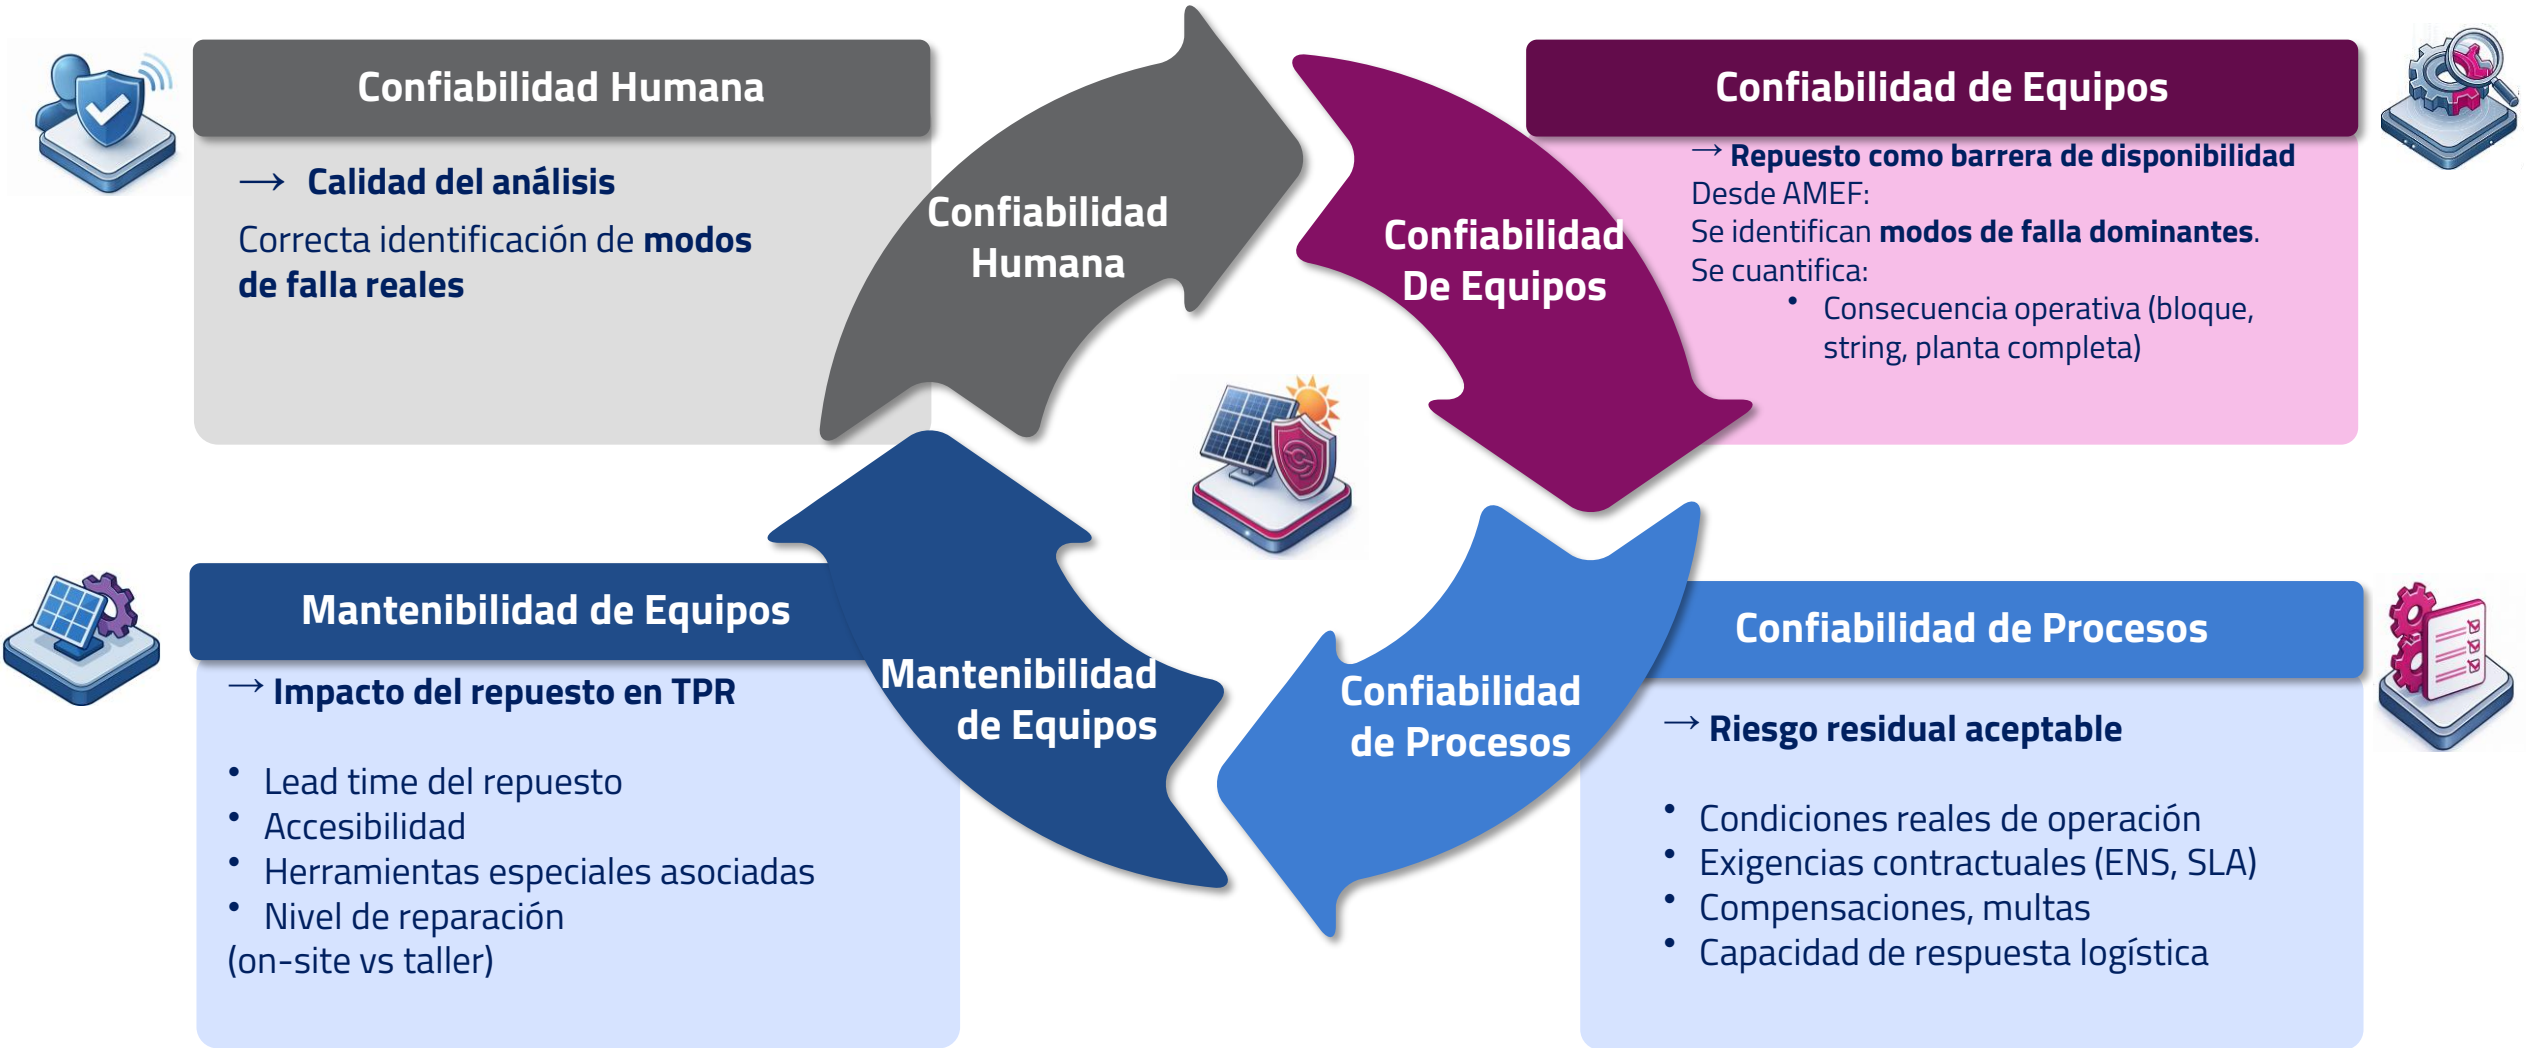 Confiabilidad Humana
→ Calidad del análisis
Correcta identificación de modos
de falla reales
Confiabilidad
Humana
Confiabilidad
De Equipos
Confiabilidad de Equipos
→ Repuesto como barrera de disponibilidad
Desde AMEF:
Se identifican modos de falla dominantes.
Se cuantifica:
• Consecuencia operativa (bloque,
string, planta completa)
Mantenibilidad de Equipos
→ Impacto del repuesto en TPR
• Lead time del repuesto
• Accesibilidad
• Herramientas especiales asociadas
• Nivel de reparación
(on-site vs taller)
Mantenibilidad
de Equipos
Confiabilidad
de Procesos
Confiabilidad de Procesos
→ Riesgo residual aceptable
• Condiciones reales de operación
• Exigencias contractuales (ENS, SLA)
• Compensaciones, multas
• Capacidad de respuesta logística